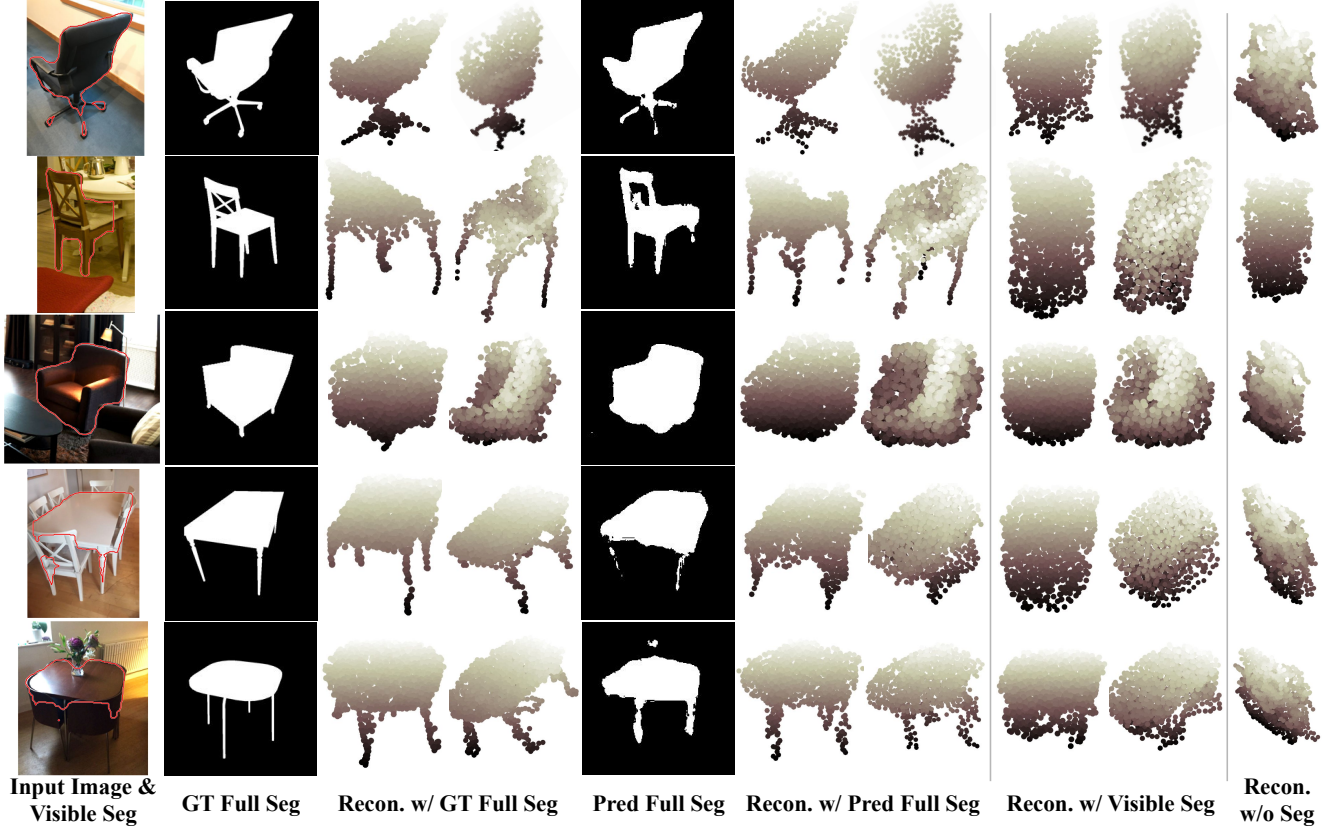 Input Image &
Visible Seg
GT Full Seg
Recon. w/ GT Full Seg
Pred Full Seg
Recon. w/ Pred Full Seg
Recon. w/ Visible Seg
Recon.
w/o Seg